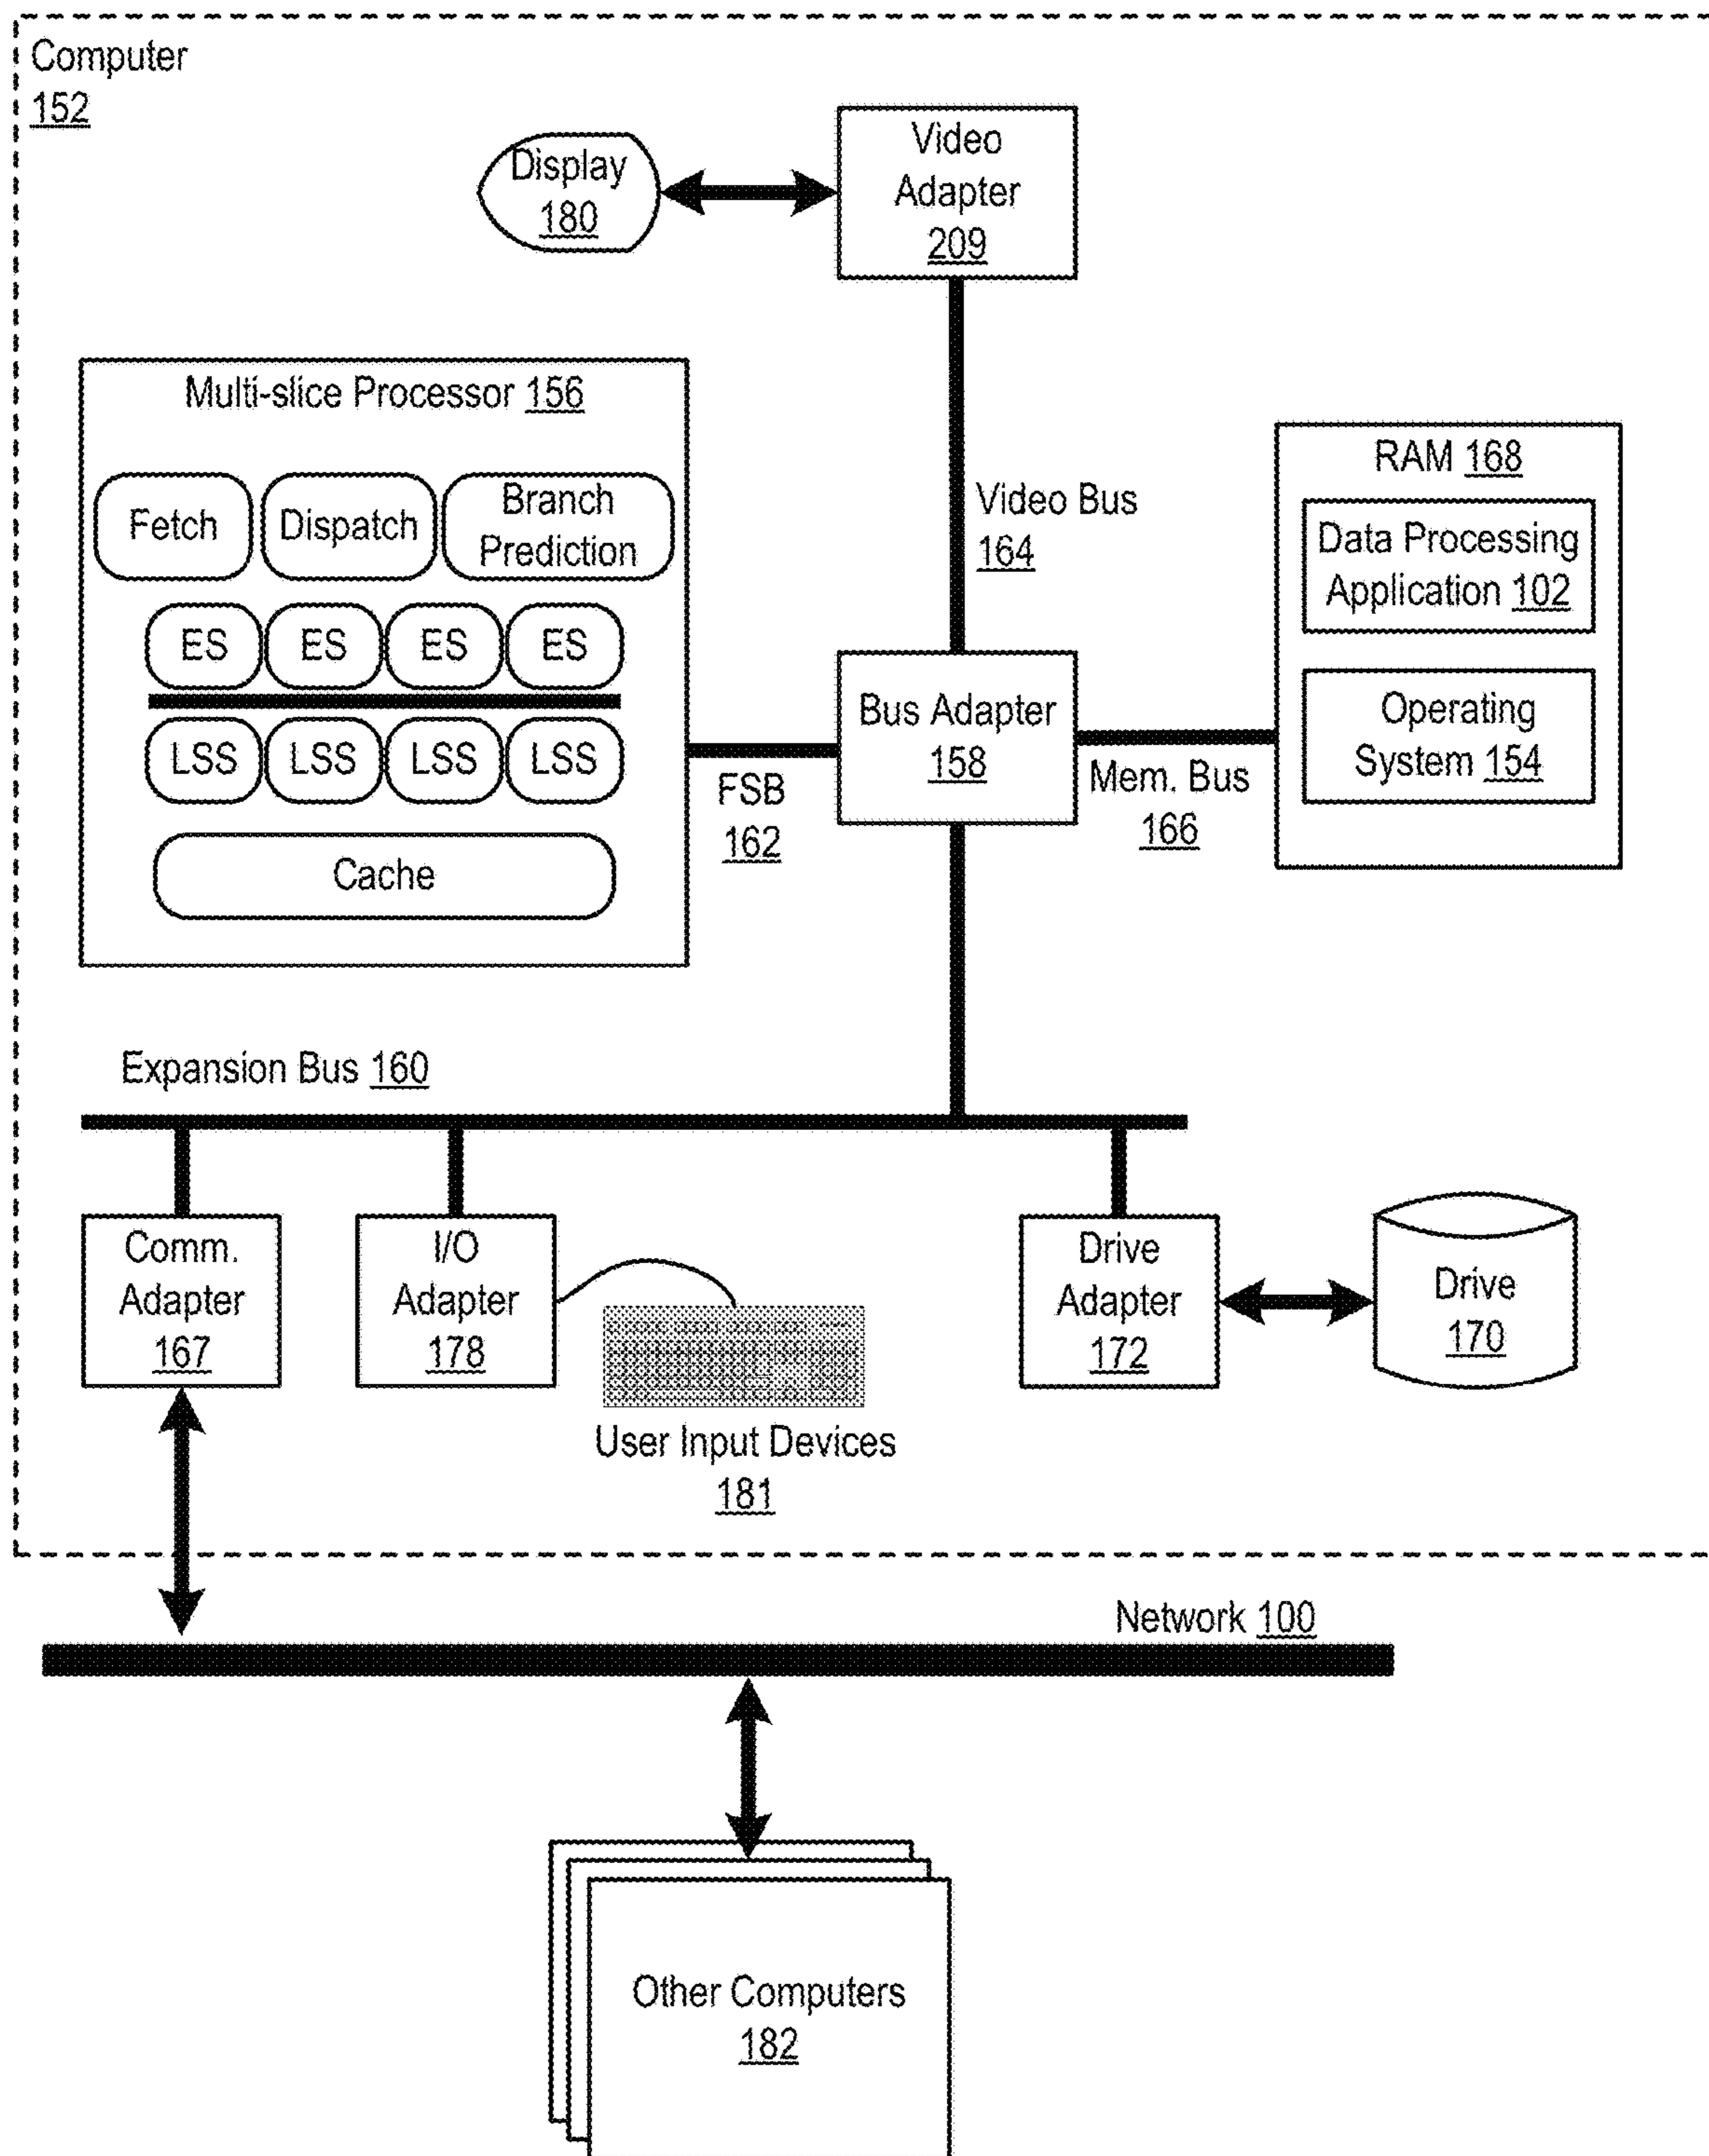 Computer
152
Display
180
Video
Adapter
209
Multi-slice Processor 156
Fetch
Dispatch
Branch
Prediction
ES
ES
ES
ES
LSS
LSS
LSS
LSS
Cache
Video Bus
164
RAM 168
Data Processing
Application 102
Operating
System 154
Bus Adapter
158
FSB
162
Mem. Bus
166
Expansion Bus 160
Comm.
Adapter
167
I/O
Adapter
178
User Input Devices
181
Drive
Adapter
172
Drive
170
Network 100
Other Computers
182